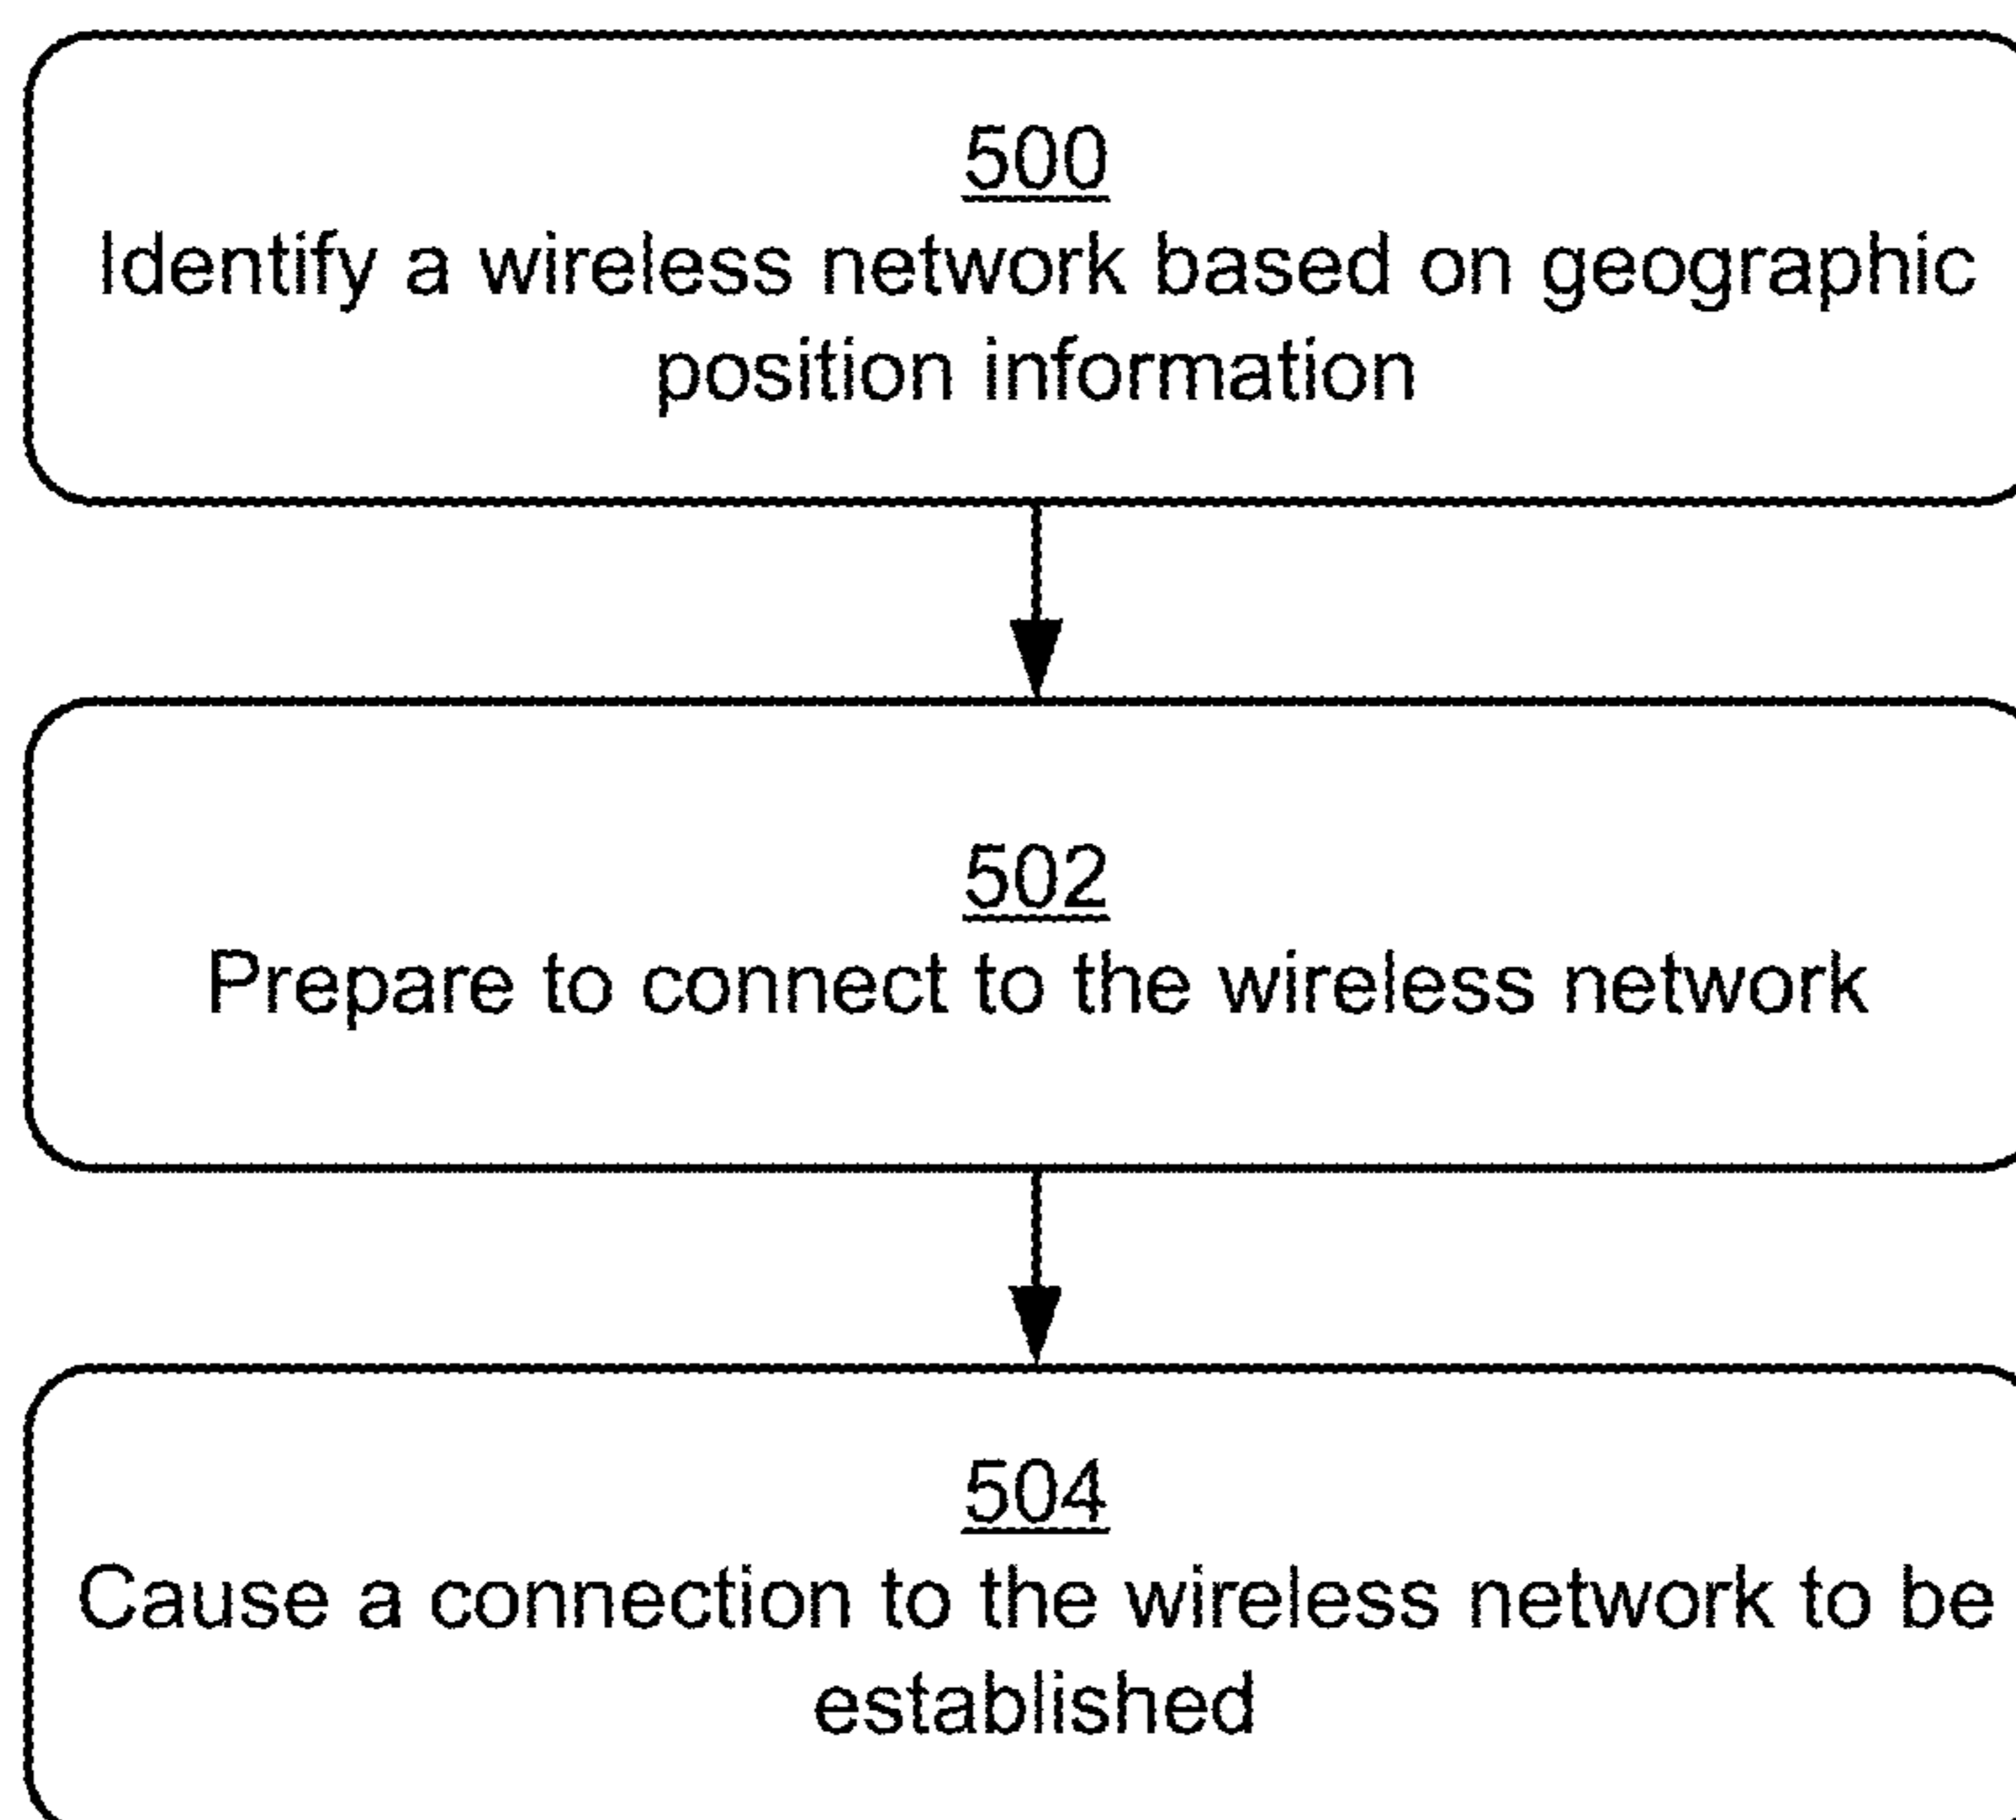 500
Identify a wireless network based on geographic
position information
502
Prepare to connect to the wireless network
504
Cause a connection to the wireless network to be
established